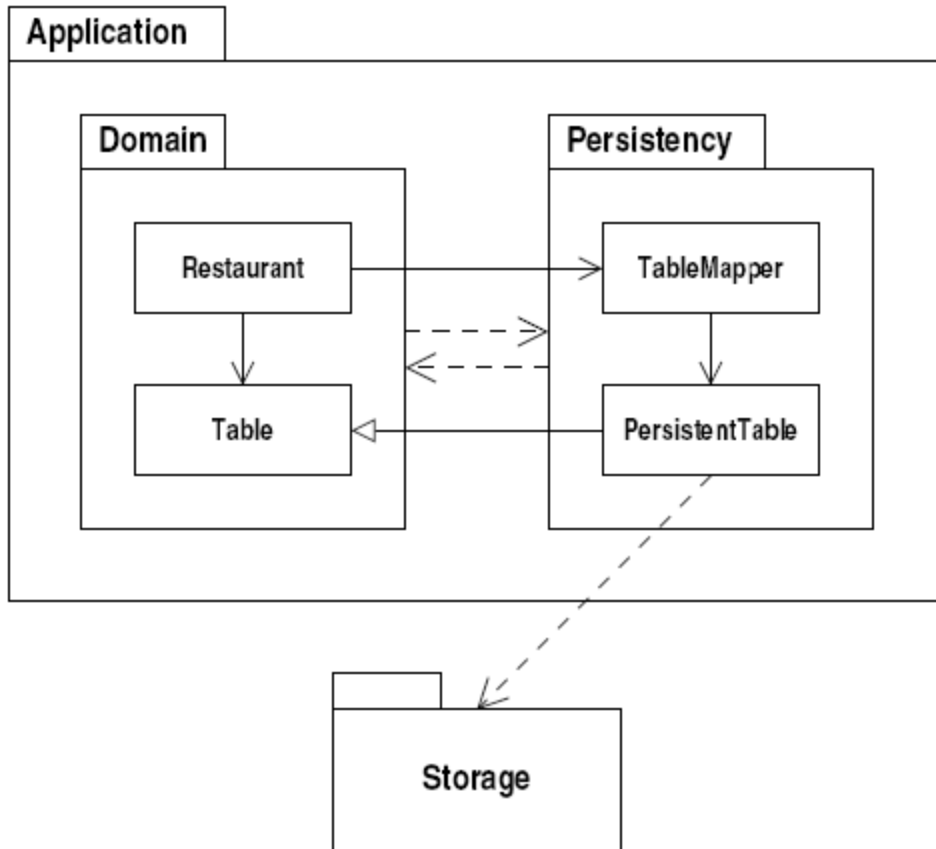 Application
Domain
Persistency
Restaurant
TableMapper
Table
PersistentTable
Storage